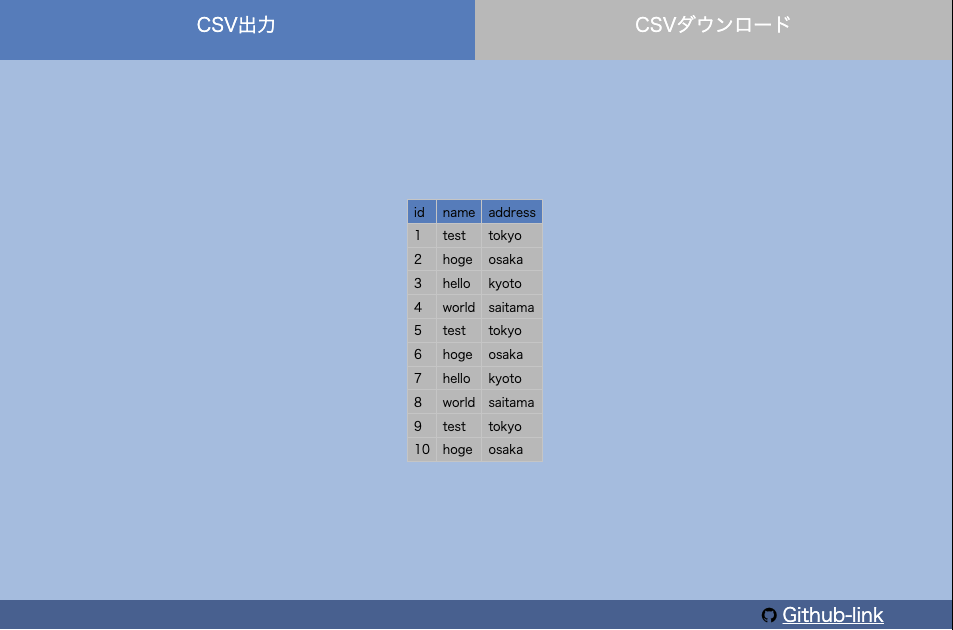 CSV出力 CSVダウンロード
id name address
1 test tokyo
2 hoge osaka
3 hello kyoto
4 world saitama
5 test tokyo
6 hoge osaka
7 hello kyoto
8 world saitama
9 test tokyo
10 hoge osaka
Github-link